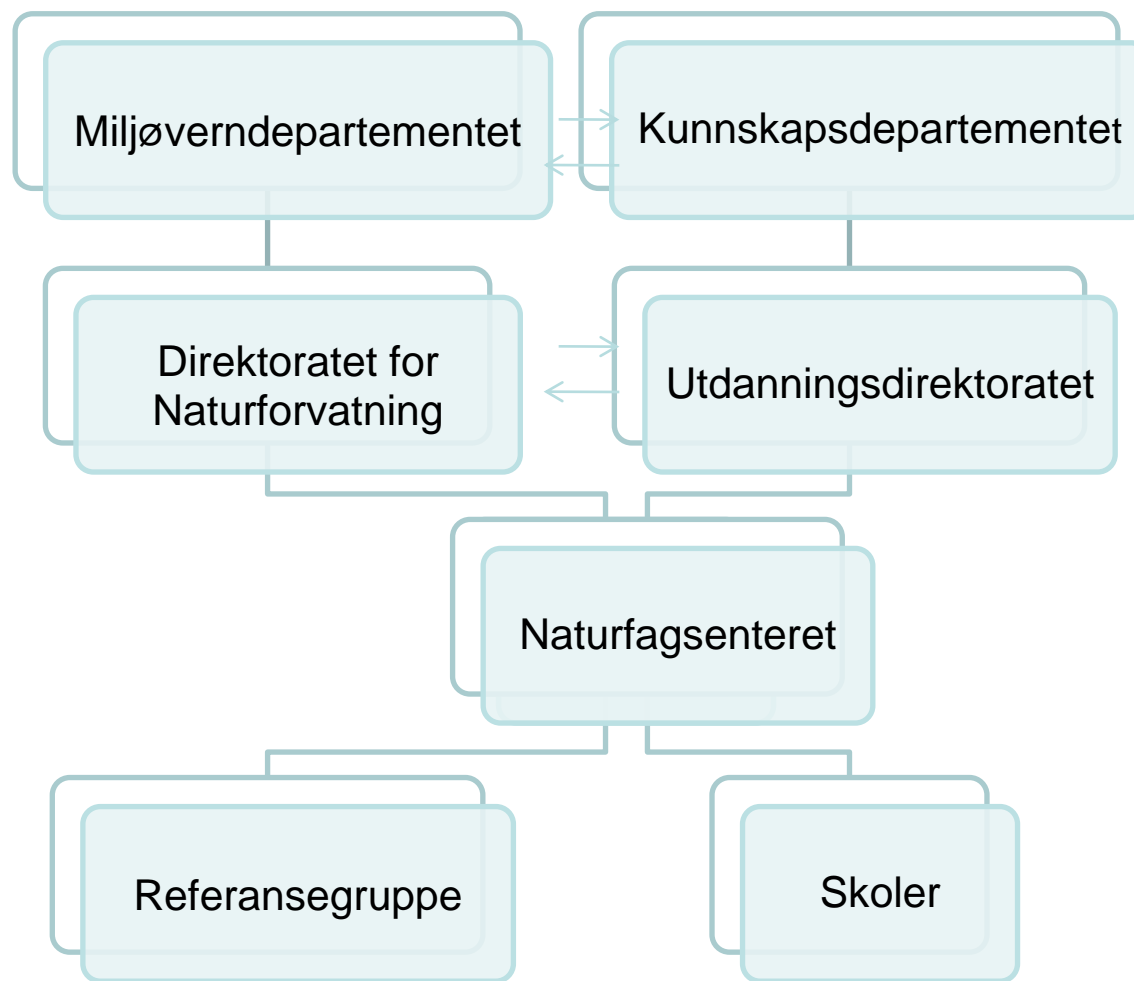 Miljøverndepartementet
Kunnskapsdepartementet
Direktoratet for
Naturforvatning
Utdanningsdirektoratet
Naturfagsenteret
Referansegruppe
Skoler